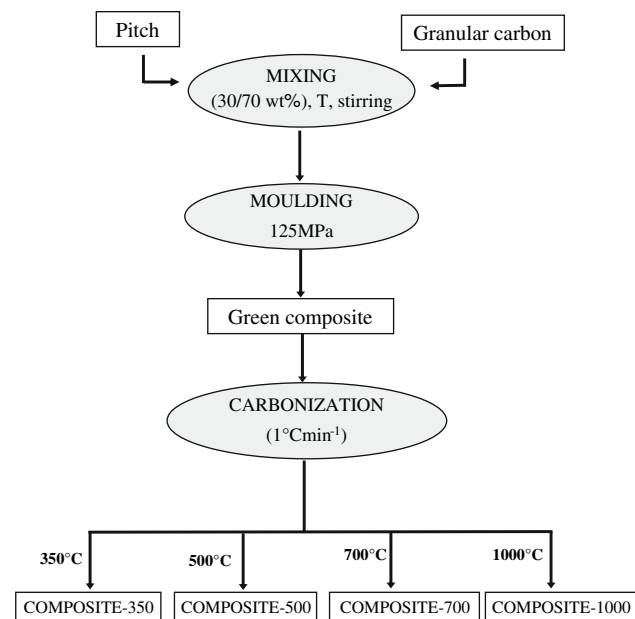 Pitch
Granular carbon
MIXING
(30/70 wt%), T, stirring
MOULDING
125MPa
Green composite
CARBONIZATION
(1°Cmin⁻¹)
350°C
500°C
700°C
1000°C
COMPOSITE-350
COMPOSITE-500
COMPOSITE-700
COMPOSITE-1000